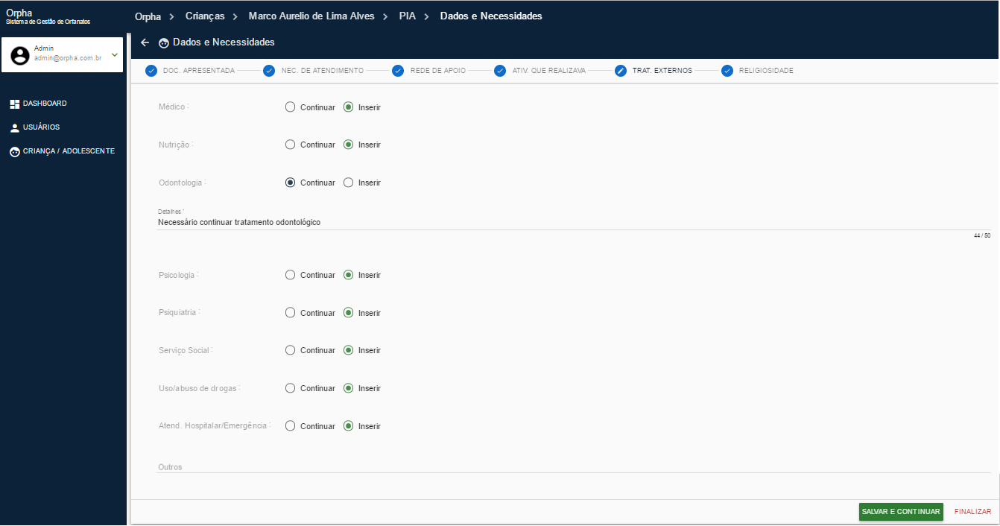 Orpha
Sistema de Gestão de Orfanatos
Admin
admin@orpha.com.br
DASHBOARD
USUÁRIOS
CRIANÇA / ADOLESCENTE
Orpha > Crianças > Marco Aurelio de Lima Alves > PIA > Dados e Necessidades
Dados e Necessidades
DOC. APRESENTADA NEC. DE ATENDIMENTO REDE DE APOIO ATIV. QUE REALIZAVA TRAT. EXTERNOS RELIGIOSIDADE
Médico : Continuar Inserir
Nutrição : Continuar Inserir
Odontologia : Continuar Inserir
Detalhes *
Necessário continuar tratamento odontológico
44 / 50
Psicologia : Continuar Inserir
Psiquiatria : Continuar Inserir
Serviço Social : Continuar Inserir
Uso/abuso de drogas : Continuar Inserir
Atend. Hospitalar/Emergência : Continuar Inserir
Outros
SALVAR E CONTINUAR FINALIZAR